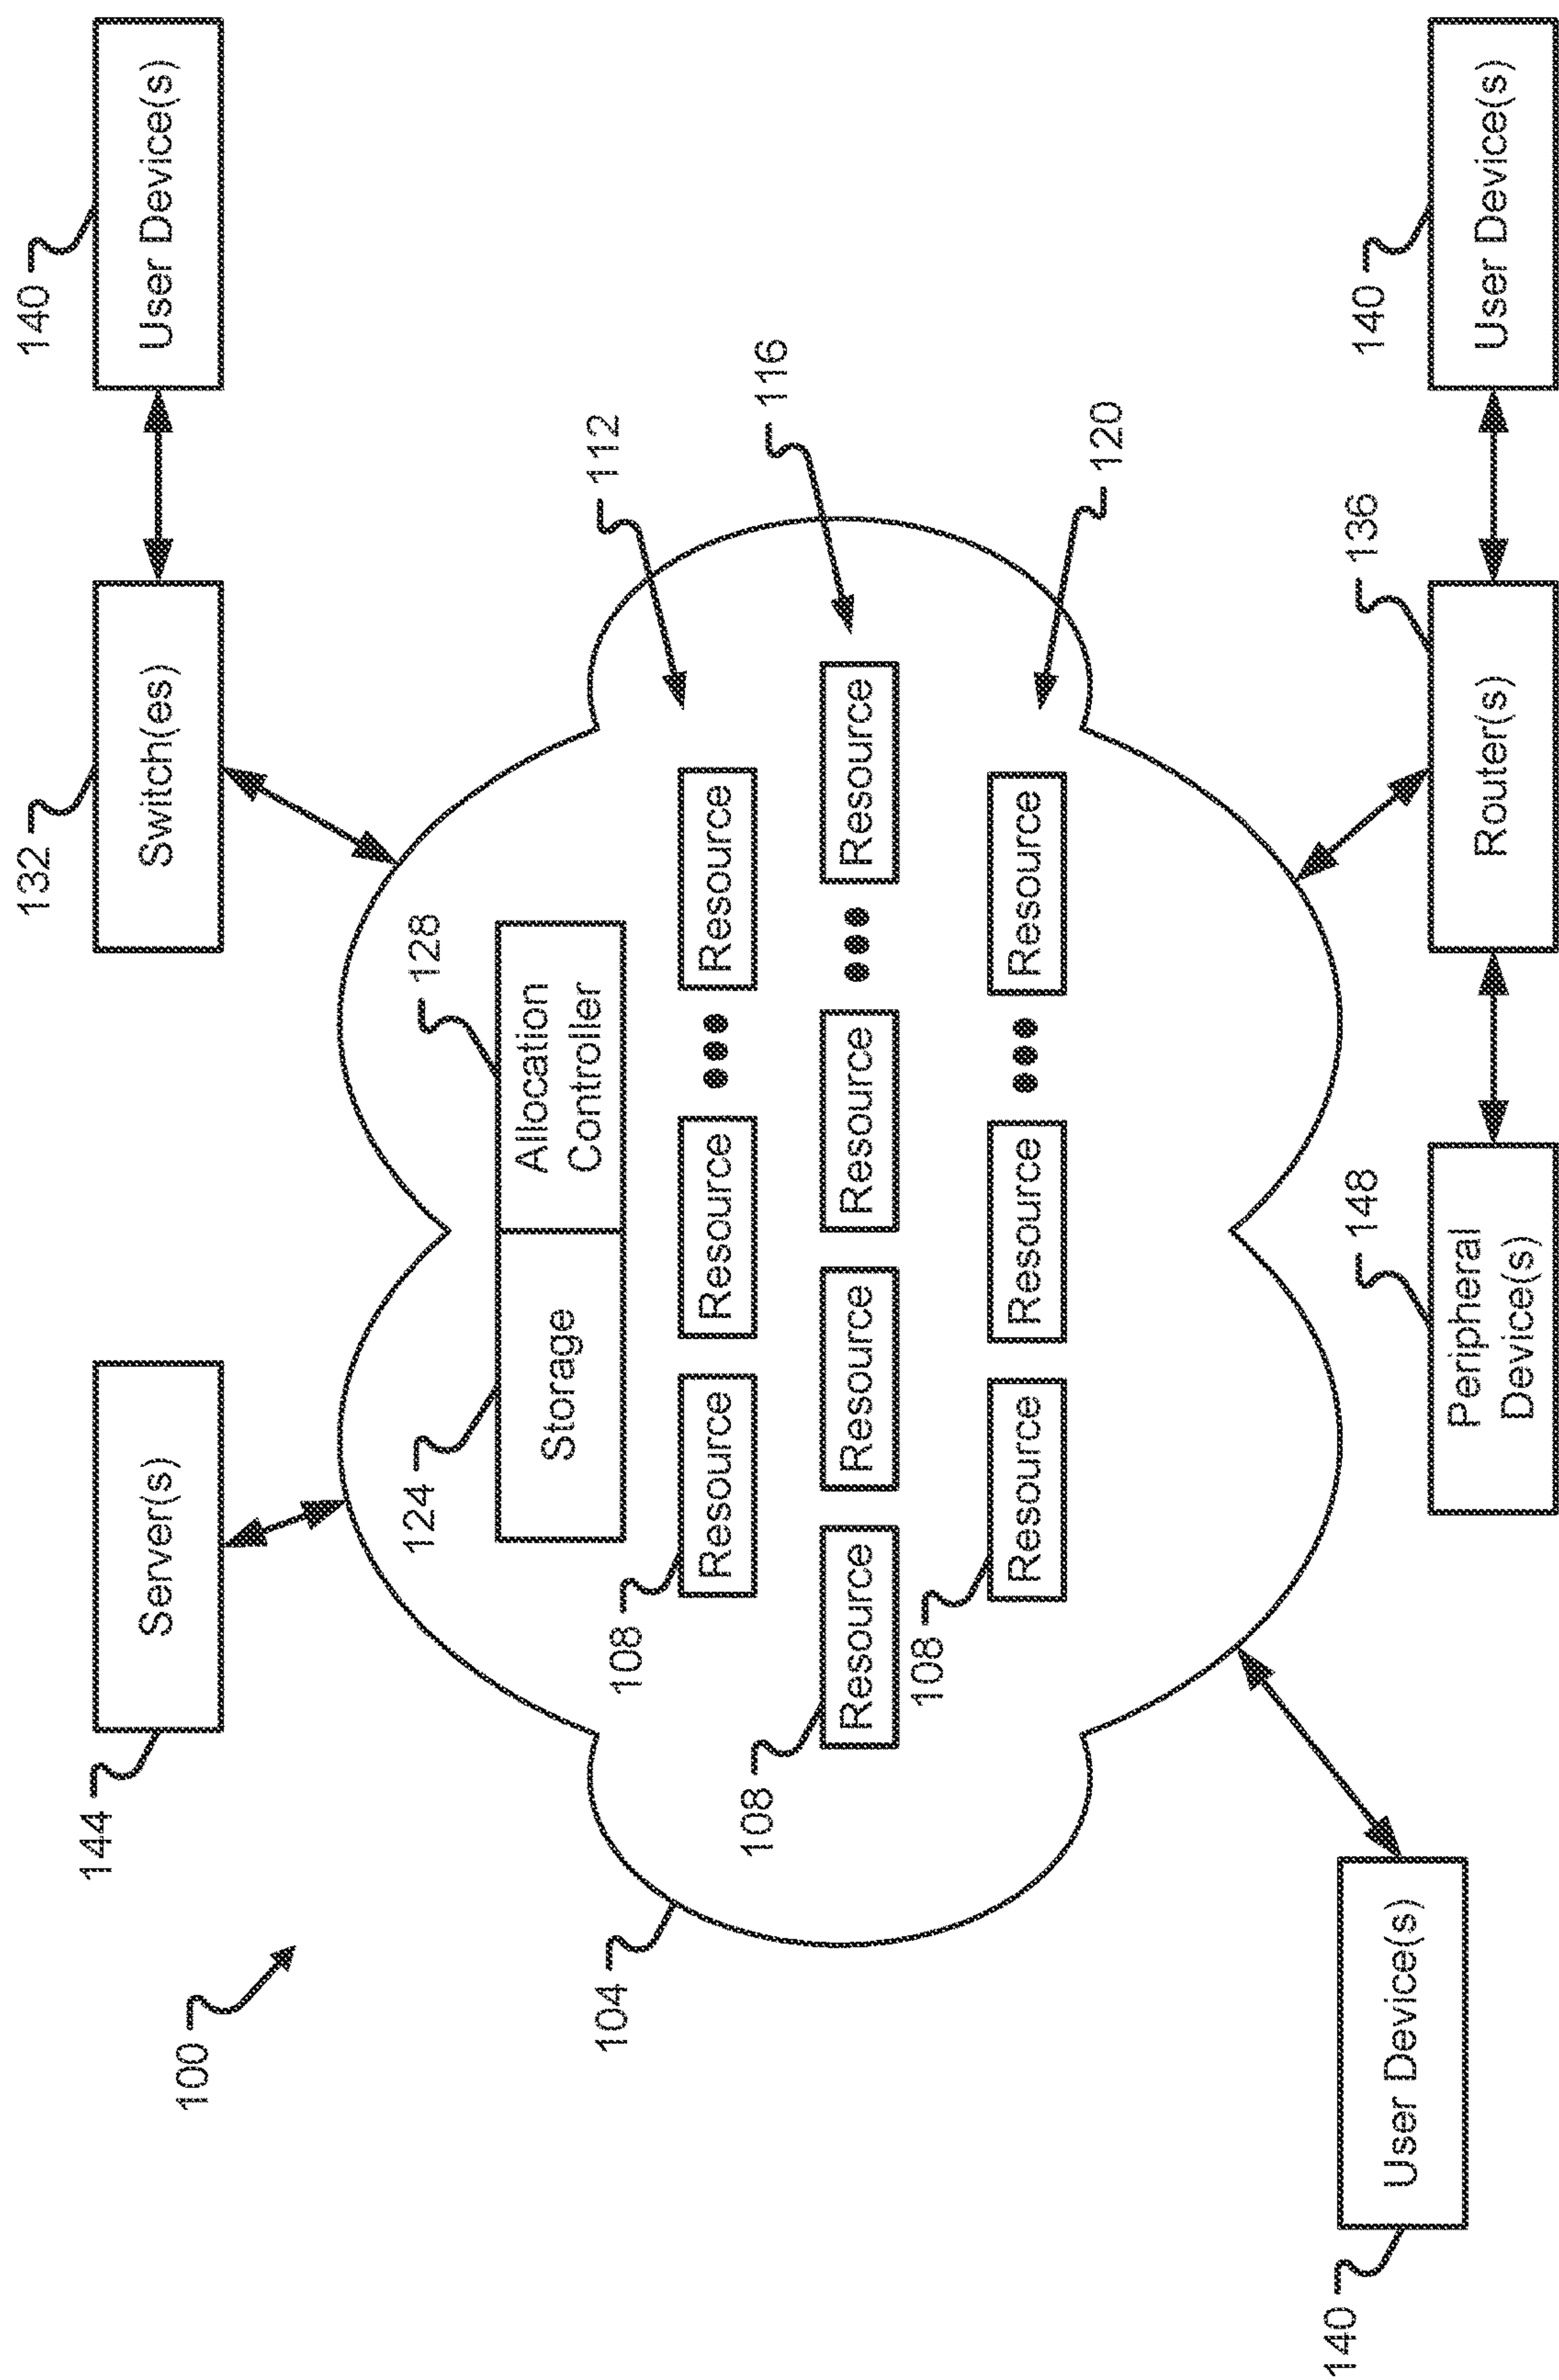 100
144
Server(s)
132
Switch(es)
140
User Device(s)
104
124
Storage
128
Allocation
Controller
112
108
Resource
Resource
Resource
116
108
Resource
Resource
Resource
Resource
120
108
Resource
Resource
Resource
140
User Device(s)
148
Peripheral
Device(s)
136
Router(s)
140
User Device(s)